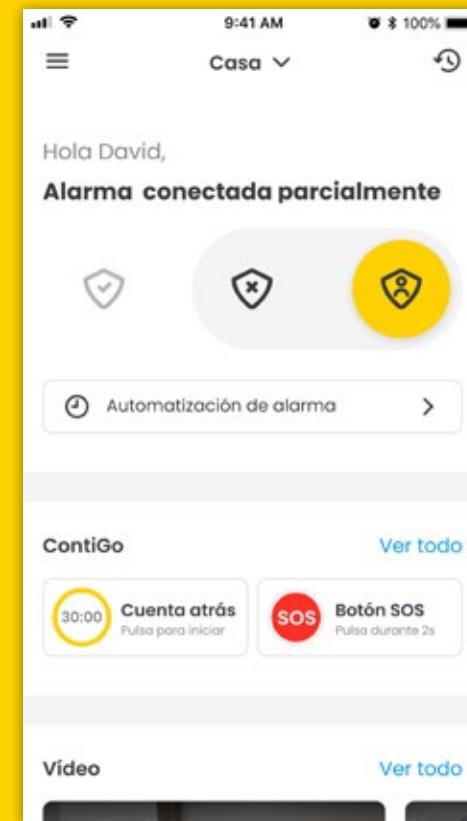 9:41 AM
100%
Casa
Hola David,
Alarma conectada parcialmente
Automatización de alarma
ContiGo
Ver todo
30:00
Cuenta atrás
Pulsa para iniciar
SOS
Botón SOS
Pulsa durante 2s
Vídeo
Ver todo